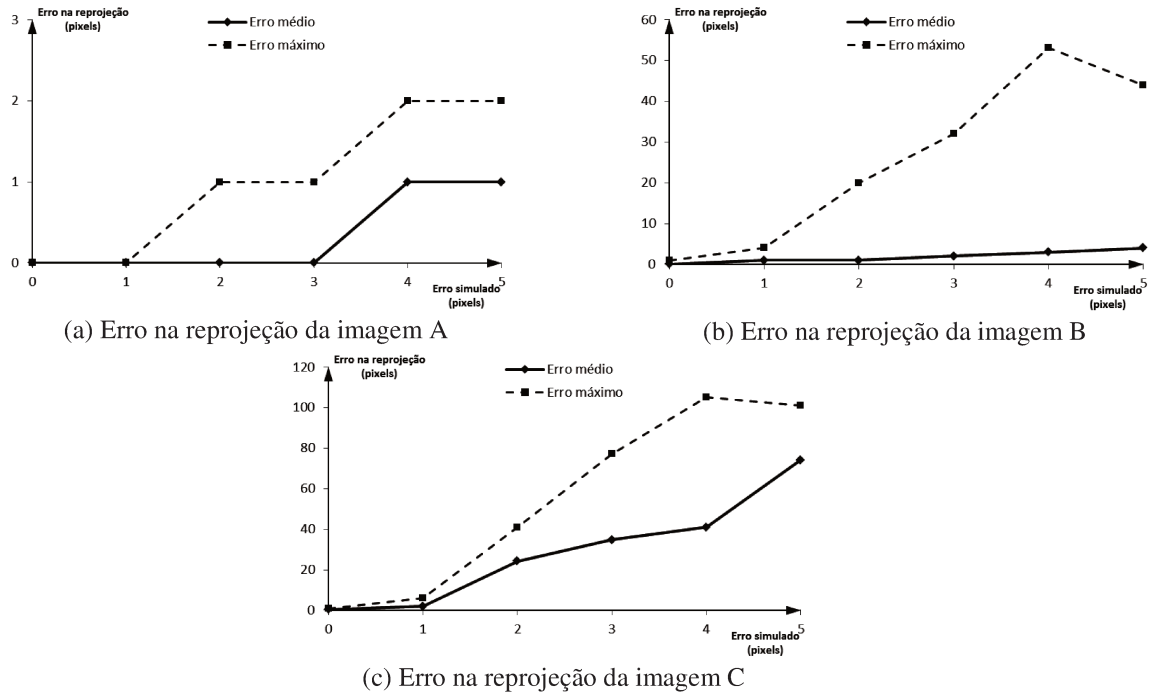 Erro na reprojeção
(pixels)
Erro médio
Erro máximo
3
2
1
0
0 1 2 3 4 5
Erro simulado
(pixels)
(a) Erro na reprojeção da imagem A
Erro na reprojeção
(pixels)
Erro médio
Erro máximo
60
50
40
30
20
10
0
0 1 2 3 4 5
Erro simulado
(pixels)
(b) Erro na reprojeção da imagem B
Erro na reprojeção
(pixels)
Erro médio
Erro máximo
120
100
80
60
40
20
0
0 1 2 3 4 5
Erro simulado
(pixels)
(c) Erro na reprojeção da imagem C